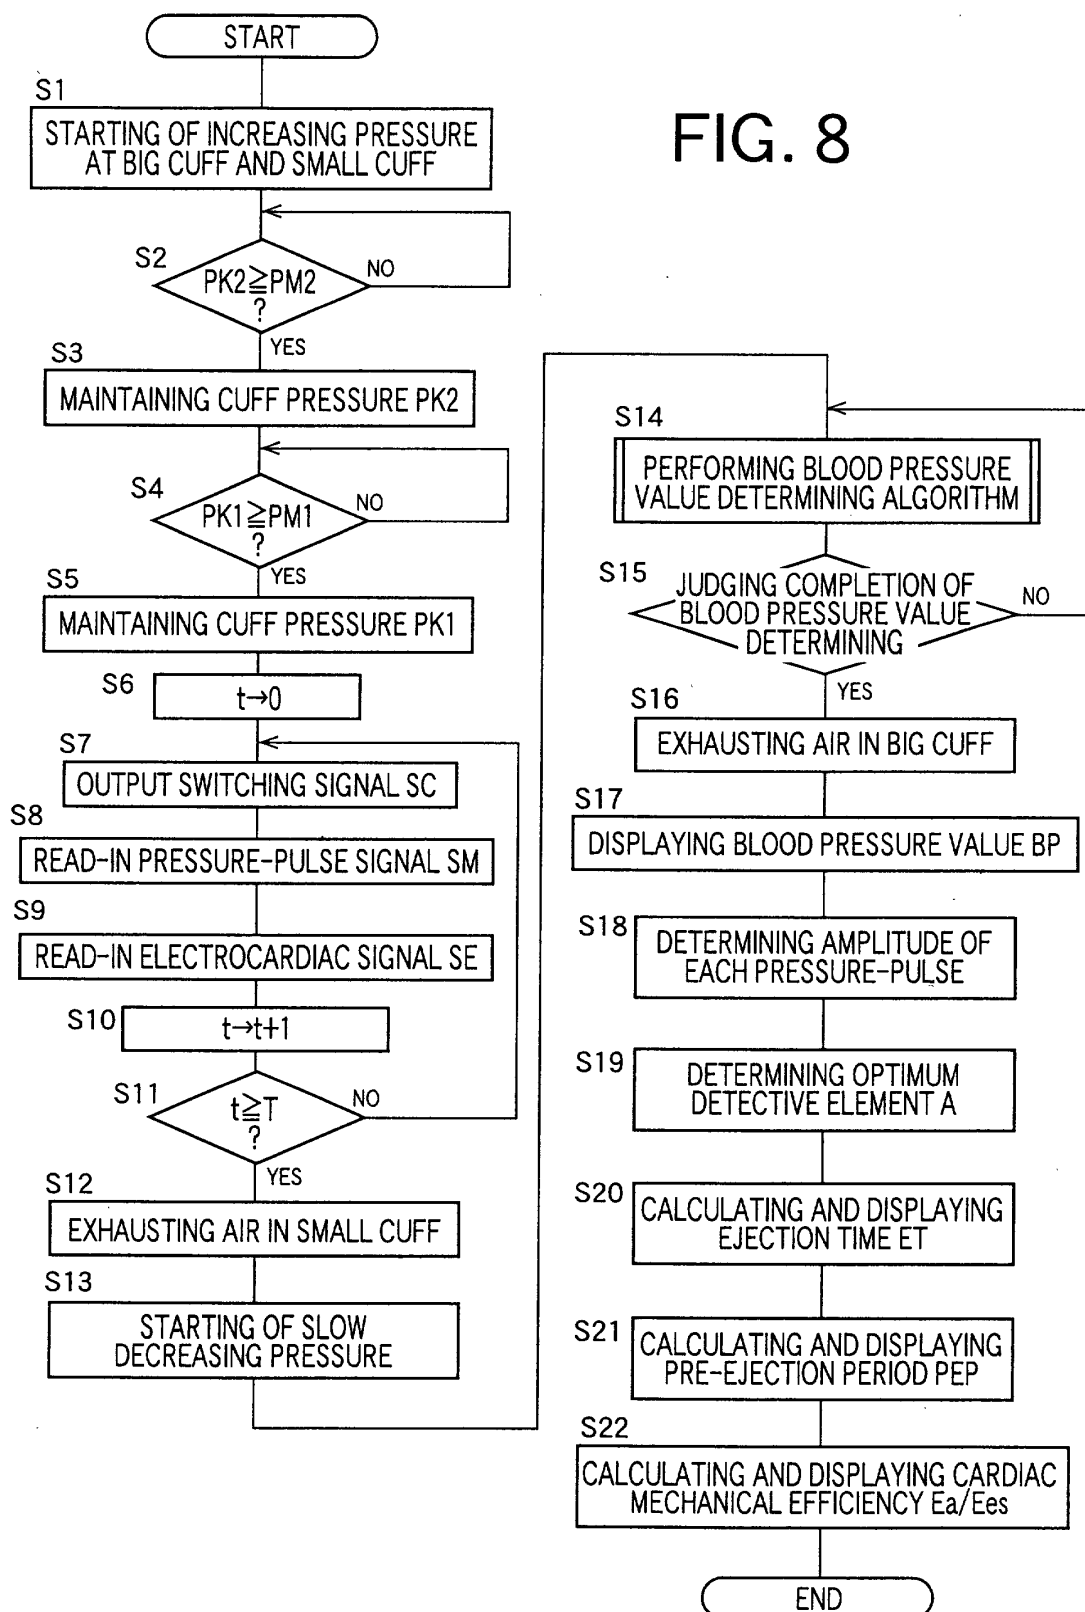 START
S1
STARTING OF INCREASING PRESSURE
AT BIG CUFF AND SMALL CUFF
FIG. 8
S2
PK2≧PM2
?
NO
YES
S3
MAINTAINING CUFF PRESSURE PK2
S4
PK1≧PM1
?
NO
YES
S5
MAINTAINING CUFF PRESSURE PK1
S6
t→0
S7
OUTPUT SWITCHING SIGNAL SC
S8
READ-IN PRESSURE-PULSE SIGNAL SM
S9
READ-IN ELECTROCARDIAC SIGNAL SE
S10
t→t+1
S11
t≧T
?
NO
YES
S12
EXHAUSTING AIR IN SMALL CUFF
S13
STARTING OF SLOW
DECREASING PRESSURE
S14
PERFORMING BLOOD PRESSURE
VALUE DETERMINING ALGORITHM
S15
JUDGING COMPLETION OF
BLOOD PRESSURE VALUE
DETERMINING
NO
YES
S16
EXHAUSTING AIR IN BIG CUFF
S17
DISPLAYING BLOOD PRESSURE VALUE BP
S18
DETERMINING AMPLITUDE OF
EACH PRESSURE-PULSE
S19
DETERMINING OPTIMUM
DETECTIVE ELEMENT A
S20
CALCULATING AND DISPLAYING
EJECTION TIME ET
S21
CALCULATING AND DISPLAYING
PRE-EJECTION PERIOD PEP
S22
CALCULATING AND DISPLAYING CARDIAC
MECHANICAL EFFICIENCY Ea/Ees
END